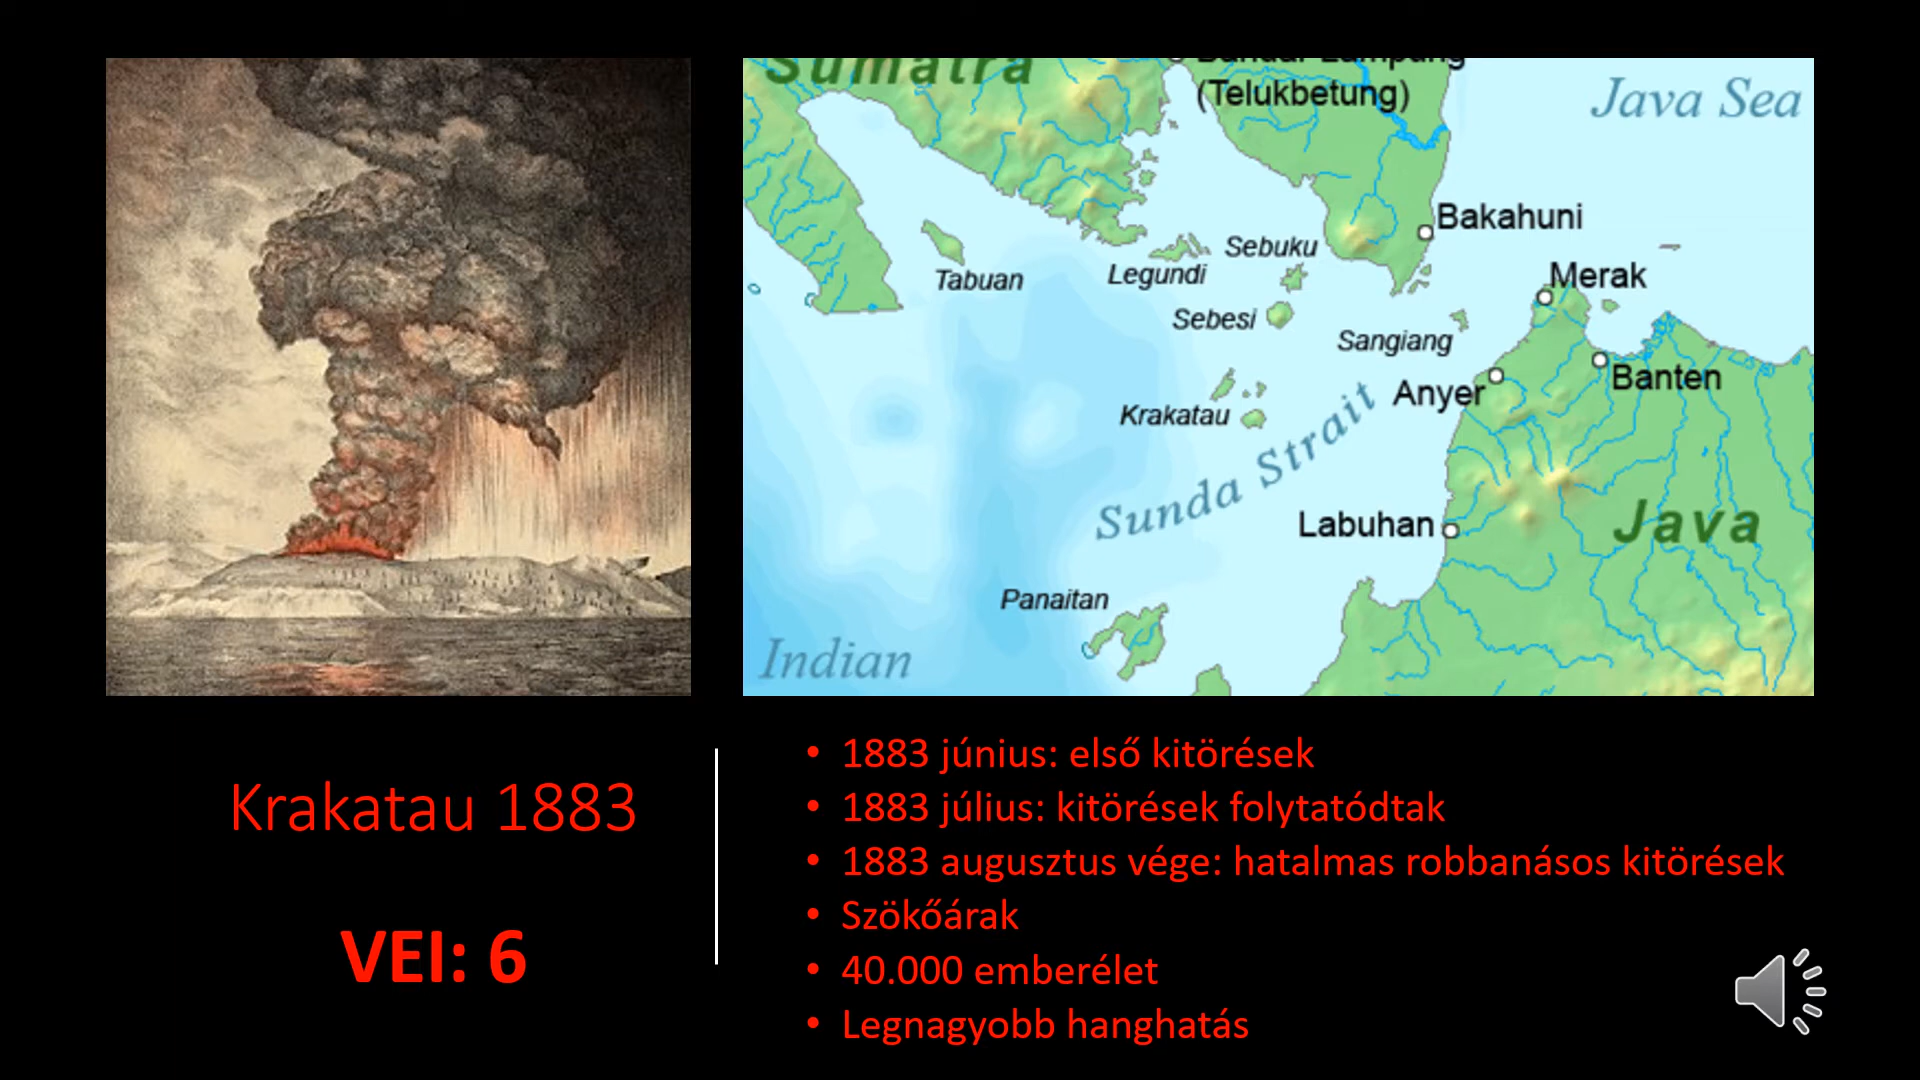 Sumatra
Bandar Lampung
(Telukbetung)
Java Sea
Bakahuni
Sebuku
Tabuan
Legundi
Merak
Sebesi
Sangiang
Anyer
Banten
Krakatau
Sunda Strait
Labuhan
Java
Panaitan
Indian
Krakatau 1883
VEI: 6
• 1883 június: első kitörések
• 1883 július: kitörések folytatódtak
• 1883 augusztus vége: hatalmas robbanásos kitörések
• Szökőárak
• 40.000 emberélet
• Legnagyobb hanghatás